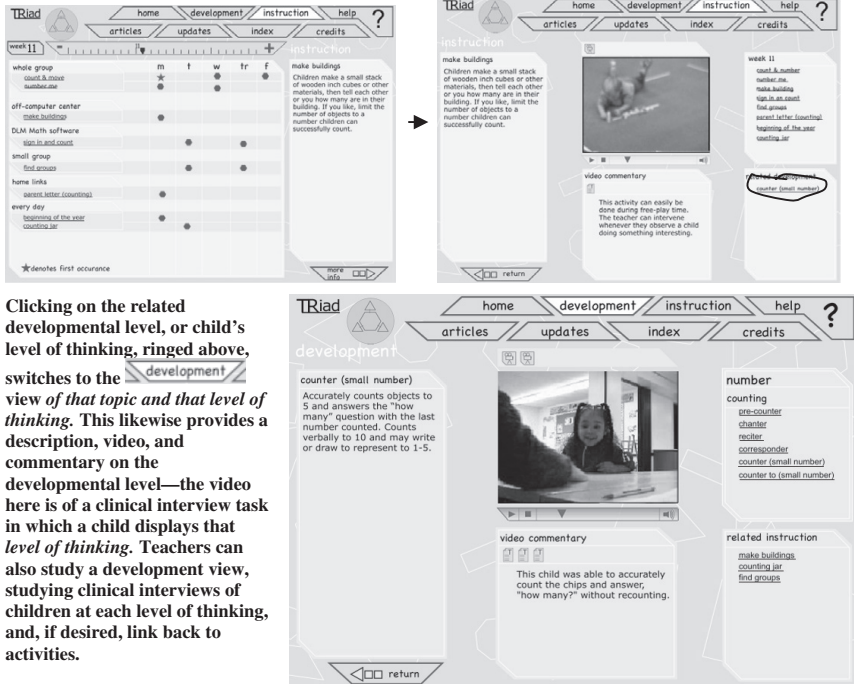 TRiad
home
development
instruction
help
?
articles
updates
index
credits
week 11
instruction
whole group
m t w tr f
count & move
number me
off-computer center
make buildings
DLM Math software
sign in and count
small group
find groups
home links
parent letter (counting)
every day
beginning of the year
counting jar
denotes first occurance
make buildings
Children make a small stack
of wooden inch cubes or other
materials, then tell each other
or you how many are in their
building. If you like, limit the
number of objects to a
number children can
successfully count.
more
info
TRiad
home
development
instruction
help
?
articles
updates
index
credits
instruction
make buildings
Children make a small stack
of wooden inch cubes or other
materials, then tell each other
or you how many are in their
building. If you like, limit the
number of objects to a
number children can
successfully count.
return
video commentary
This activity can easily be
done during free-play time.
The teacher can intervene
whenever they observe a child
doing something interesting.
week 11
count & number
number me
make building
sign in an count
find groups
parent letter (counting)
beginning of the year
counting jar
related development
counter (small number)
Clicking on the related
developmental level, or child's
level of thinking, ringed above,
switches to the development
view of that topic and that level of
thinking. This likewise provides a
description, video, and
commentary on the
developmental level—the video
here is of a clinical interview task
in which a child displays that
level of thinking. Teachers can
also study a development view,
studying clinical interviews of
children at each level of thinking,
and, if desired, link back to
activities.
TRiad
home
development
instruction
help
?
articles
updates
index
credits
development
counter (small number)
Accurately counts objects to
5 and answers the "how
many" question with the last
number counted. Counts
verbally to 10 and may write
or draw to represent to 1-5.
return
video commentary
This child was able to accurately
count the chips and answer,
"how many?" without recounting.
number
counting
pre-counter
chanter
reciter
corresponder
counter (small number)
counter to (small number)
related instruction
make buildings
counting jar
find groups